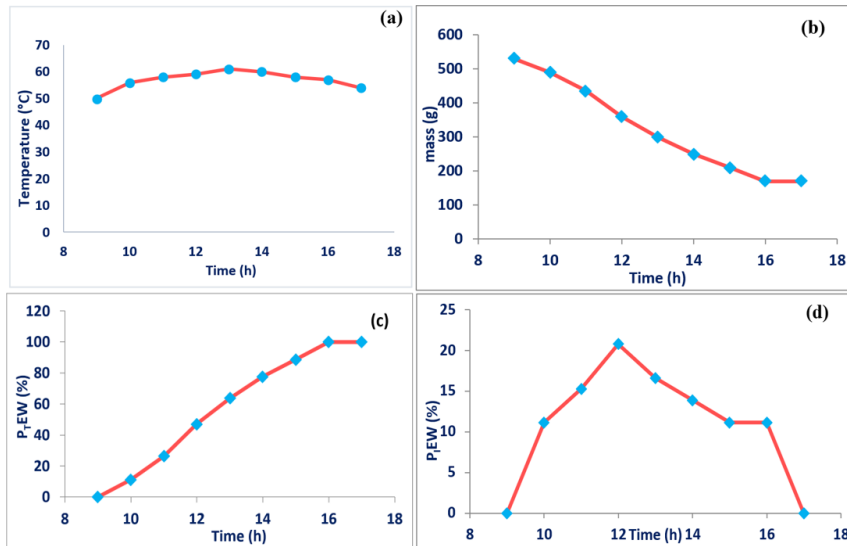 (a)
70
60
50
40
30
20
10
0
Temperature (°C)
8 10 12 14 16 18
Time (h)
(b)
600
500
400
300
200
100
0
mass (g)
8 10 12 14 16 18
Time (h)
(c)
120
100
80
60
40
20
0
PTEW (%)
8 10 12 14 16 18
Time (h)
(d)
25
20
15
10
5
0
PIEW (%)
8 10 12 14 16 18
Time (h)